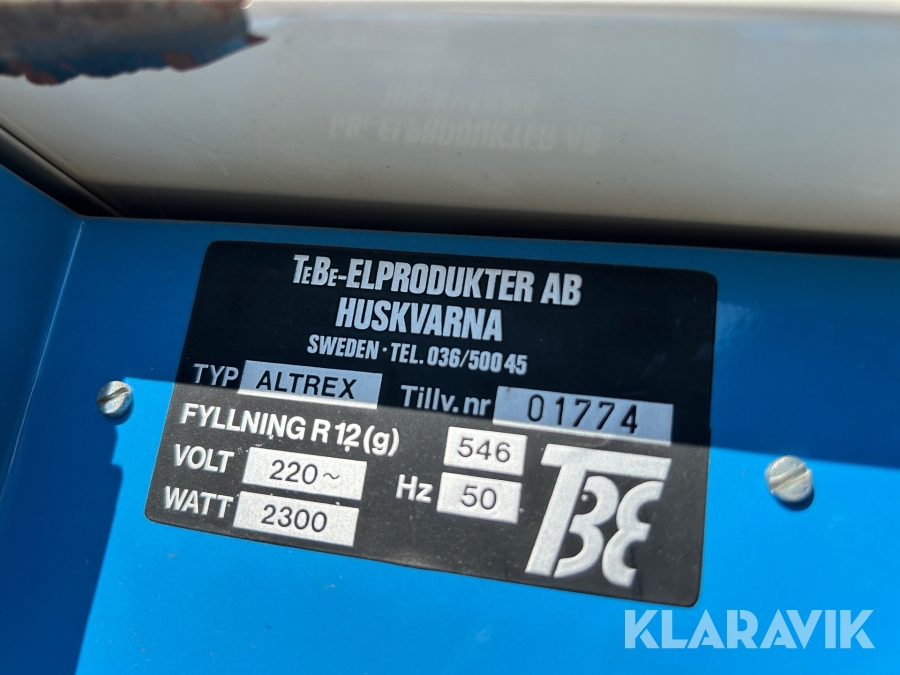 TeBe-ELPRODUKTER AB
HUSKVARNA
SWEDEN · TEL. 036/500 45
TYP ALTREX Tillv.nr 01774
FYLLNING R 12 (g) 546
VOLT 220~ Hz 50
WATT 2300
TBE
KLARAVIK